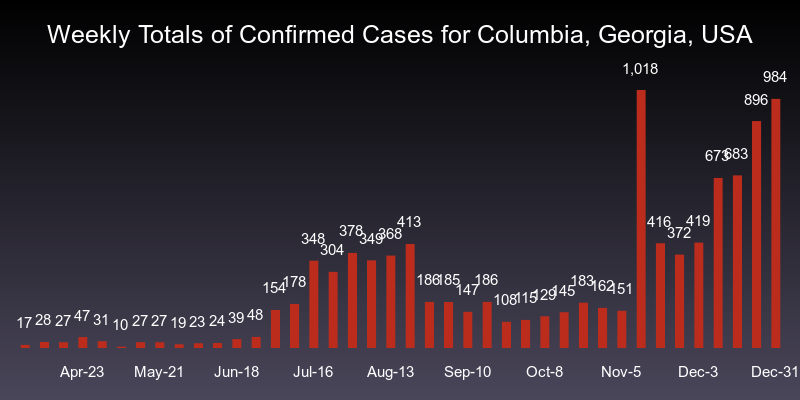 Weekly Totals of Confirmed Cases for Columbia, Georgia, USA
17 28 27 47 31 10 27 27 19 23 24 39 48 154 178 348 304 378 349 368 413 186 185 147 186 108 115 129 145 183 162 151 1,018 416 372 419 673 683 896 984
Apr-23 May-21 Jun-18 Jul-16 Aug-13 Sep-10 Oct-8 Nov-5 Dec-3 Dec-31